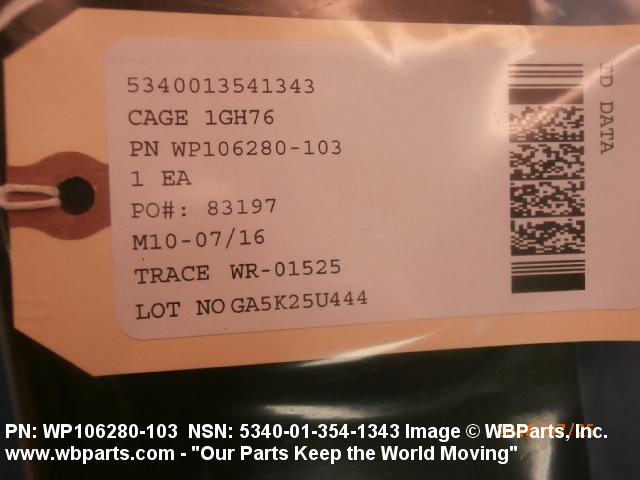 5340013541343
CAGE 1GH76
PN WP106280-103
1 EA
PO#: 83197
M10-07/16
TRACE WR-01525
LOT NO GA5K25U444
ID DATA
PN: WP106280-103 NSN: 5340-01-354-1343 Image © WBParts, Inc.
www.wbparts.com - "Our Parts Keep the World Moving"